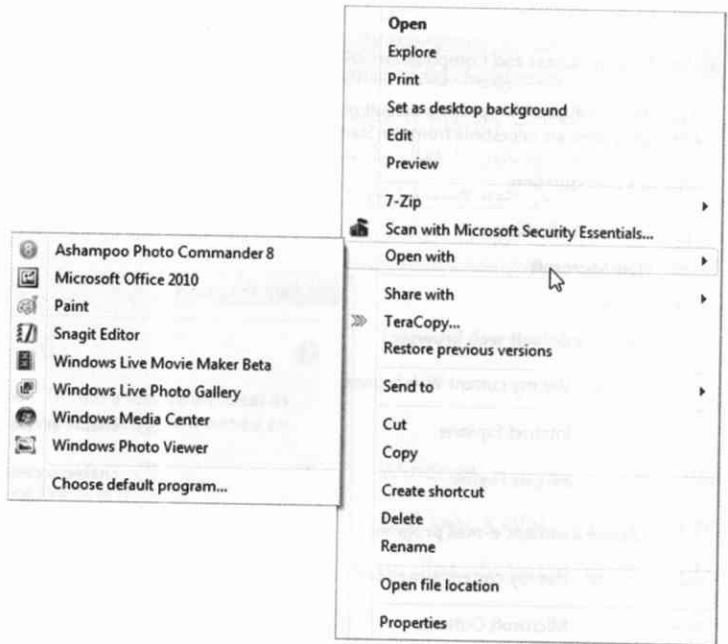 Open
Explore
Print
Set as desktop background
Edit
Preview
7-Zip
Scan with Microsoft Security Essentials...
Open with
Share with
TeraCopy...
Restore previous versions
Send to
Cut
Copy
Create shortcut
Delete
Rename
Open file location
Properties
Ashampoo Photo Commander 8
Microsoft Office 2010
Paint
Snagit Editor
Windows Live Movie Maker Beta
Windows Live Photo Gallery
Windows Media Center
Windows Photo Viewer
Choose default program...